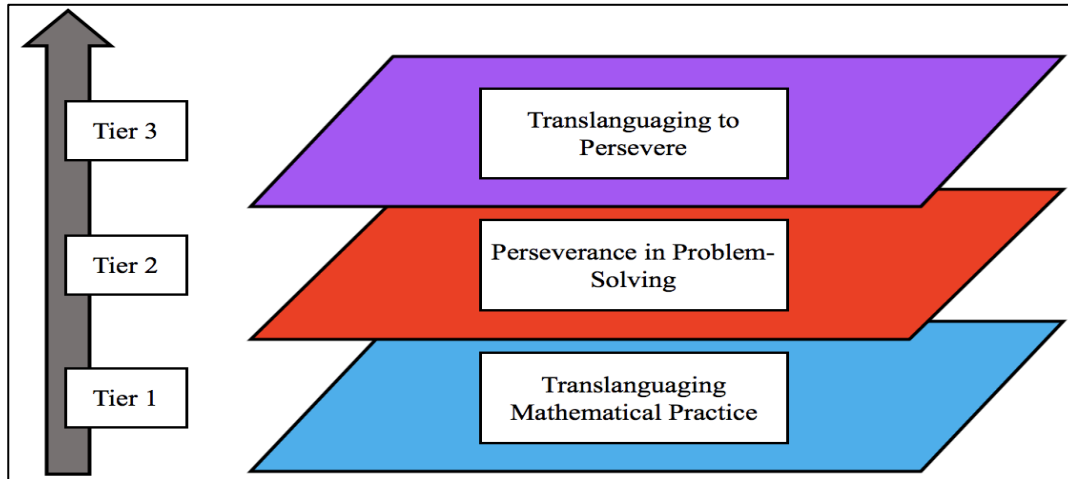 Tier 3
Translanguaging to
Persevere
Tier 2
Perseverance in Problem-
Solving
Tier 1
Translanguaging
Mathematical Practice